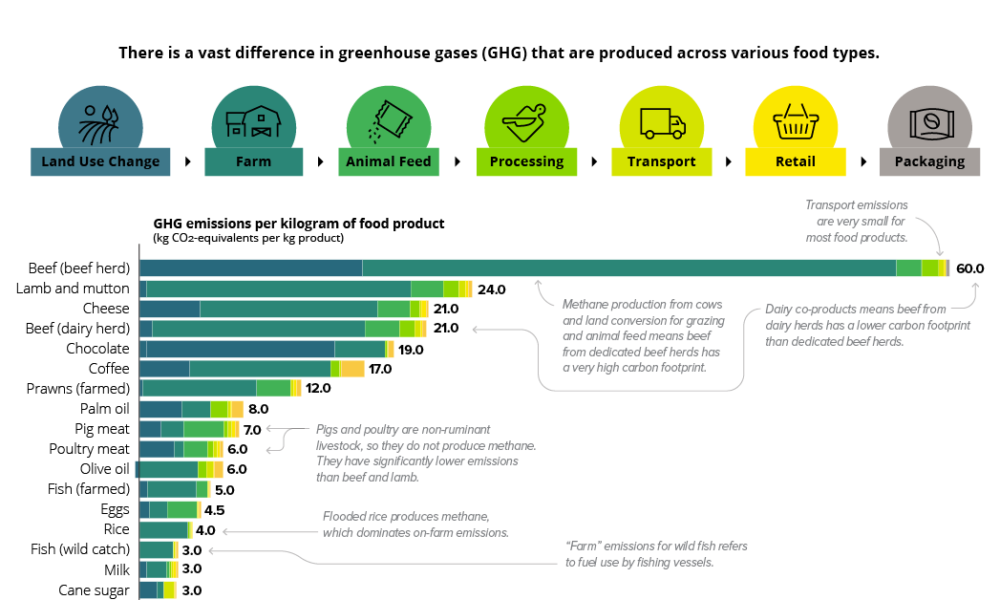 There is a vast difference in greenhouse gases (GHG) that are produced across various food types.
Land Use Change
Farm
Animal Feed
Processing
Transport
Retail
Packaging
Transport emissions
are very small for
most food products.
GHG emissions per kilogram of food product
(kg CO2-equivalents per kg product)
Beef (beef herd) 60.0
Lamb and mutton 24.0
Cheese 21.0
Beef (dairy herd) 21.0
Chocolate 19.0
Coffee 17.0
Prawns (farmed) 12.0
Palm oil 8.0
Pig meat 7.0
Poultry meat 6.0
Olive oil 6.0
Fish (farmed) 5.0
Eggs 4.5
Rice 4.0
Fish (wild catch) 3.0
Milk 3.0
Cane sugar 3.0
Methane production from cows
and land conversion for grazing
and animal feed means beef
from dedicated beef herds has
a very high carbon footprint.
Dairy co-products means beef from
dairy herds has a lower carbon footprint
than dedicated beef herds.
Pigs and poultry are non-ruminant
livestock, so they do not produce methane.
They have significantly lower emissions
than beef and lamb.
Flooded rice produces methane,
which dominates on-farm emissions.
“Farm” emissions for wild fish refers
to fuel use by fishing vessels.